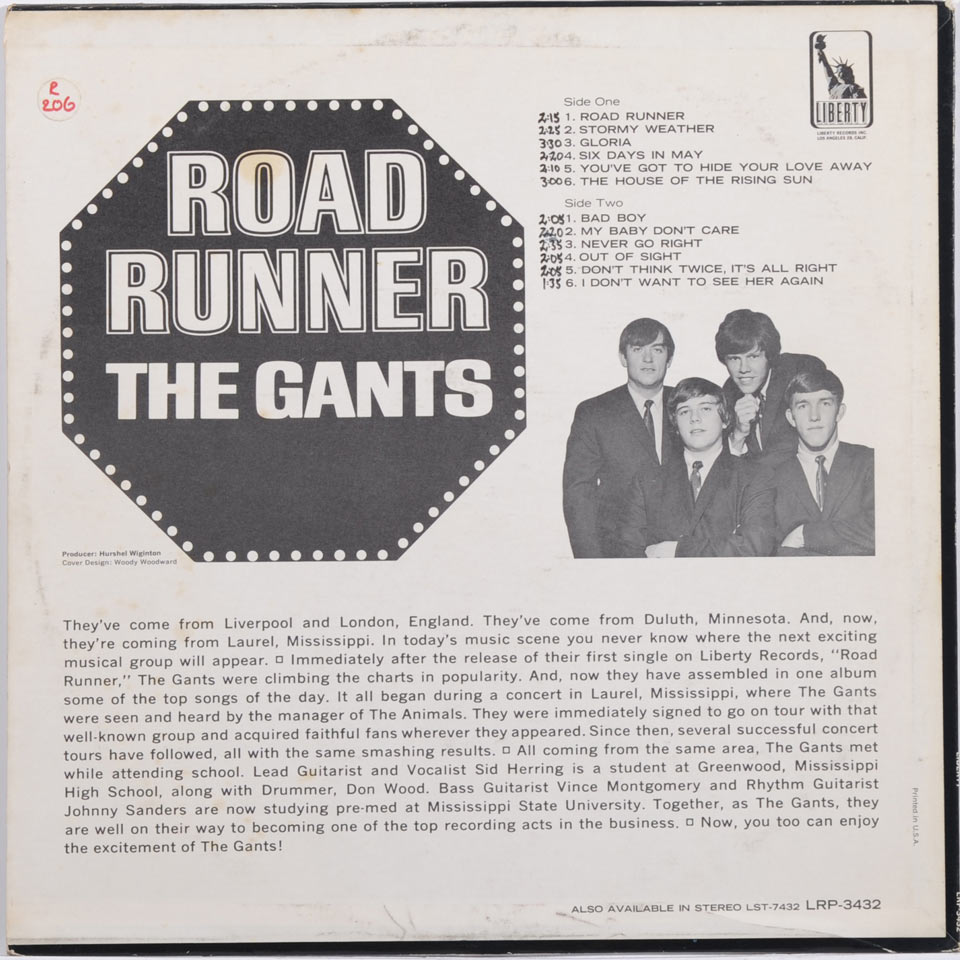 R
206
ROAD
RUNNER
THE GANTS
Producer: Hurshel Wiginton
Cover Design: Woody Woodward
LIBERTY
LIBERTY RECORDS INC.
LOS ANGELES 28, CALIF.
Side One
2:15 1. ROAD RUNNER
2:25 2. STORMY WEATHER
3:30 3. GLORIA
2:20 4. SIX DAYS IN MAY
2:10 5. YOU'VE GOT TO HIDE YOUR LOVE AWAY
3:00 6. THE HOUSE OF THE RISING SUN
Side Two
2:05 1. BAD BOY
2:20 2. MY BABY DON'T CARE
2:35 3. NEVER GO RIGHT
2:05 4. OUT OF SIGHT
2:05 5. DON'T THINK TWICE, IT'S ALL RIGHT
1:35 6. I DON'T WANT TO SEE HER AGAIN
They've come from Liverpool and London, England. They've come from Duluth, Minnesota. And, now,
they're coming from Laurel, Mississippi. In today's music scene you never know where the next exciting
musical group will appear. □ Immediately after the release of their first single on Liberty Records, "Road
Runner," The Gants were climbing the charts in popularity. And, now they have assembled in one album
some of the top songs of the day. It all began during a concert in Laurel, Mississippi, where The Gants
were seen and heard by the manager of The Animals. They were immediately signed to go on tour with that
well-known group and acquired faithful fans wherever they appeared. Since then, several successful concert
tours have followed, all with the same smashing results. □ All coming from the same area, The Gants met
while attending school. Lead Guitarist and Vocalist Sid Herring is a student at Greenwood, Mississippi
High School, along with Drummer, Don Wood. Bass Guitarist Vince Montgomery and Rhythm Guitarist
Johnny Sanders are now studying pre-med at Mississippi State University. Together, as The Gants, they
are well on their way to becoming one of the top recording acts in the business. □ Now, you too can enjoy
the excitement of The Gants!
Printed in U.S.A.
ALSO AVAILABLE IN STEREO LST-7432 LRP-3432
LRP-3432